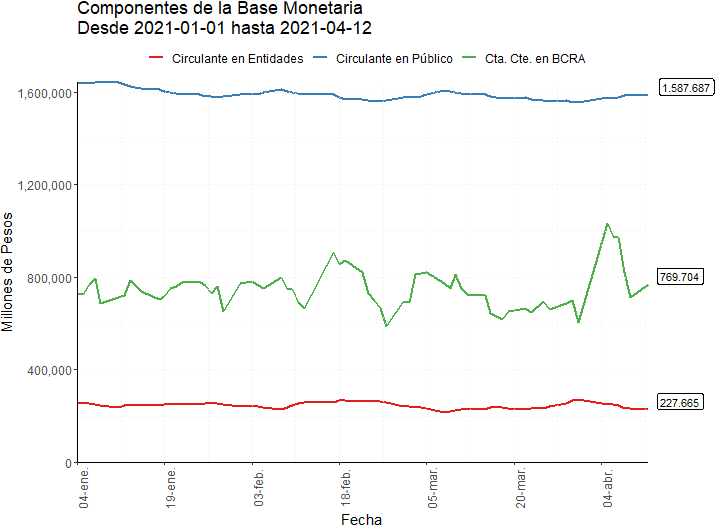 Componentes de la Base Monetaria
Desde 2021-01-01 hasta 2021-04-12
Circulante en Entidades Circulante en Público Cta. Cte. en BCRA
1,600,000
1,200,000
800,000
400,000
0
Millones de Pesos
1.587.687
769.704
227.665
04-ene.
19-ene.
03-feb.
18-feb.
05-mar.
20-mar.
04-abr.
Fecha